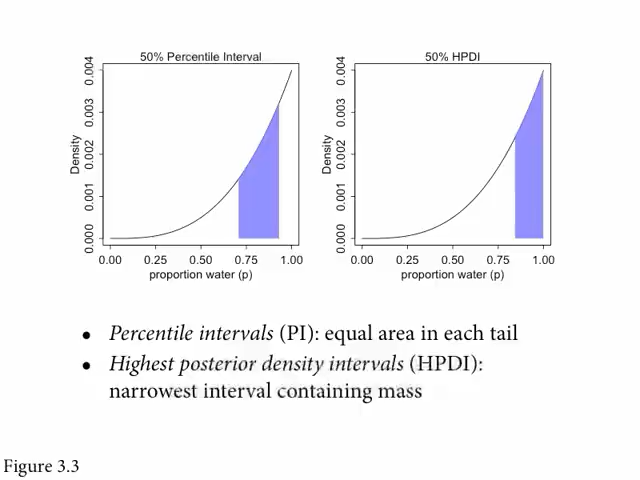 50% Percentile Interval
Density
0.000 0.001 0.002 0.003 0.004
0.00 0.25 0.50 0.75 1.00
proportion water (p)
50% HPDI
Density
0.000 0.001 0.002 0.003 0.004
0.00 0.25 0.50 0.75 1.00
proportion water (p)
• Percentile intervals (PI): equal area in each tail
• Highest posterior density intervals (HPDI):
narrowest interval containing mass
Figure 3.3